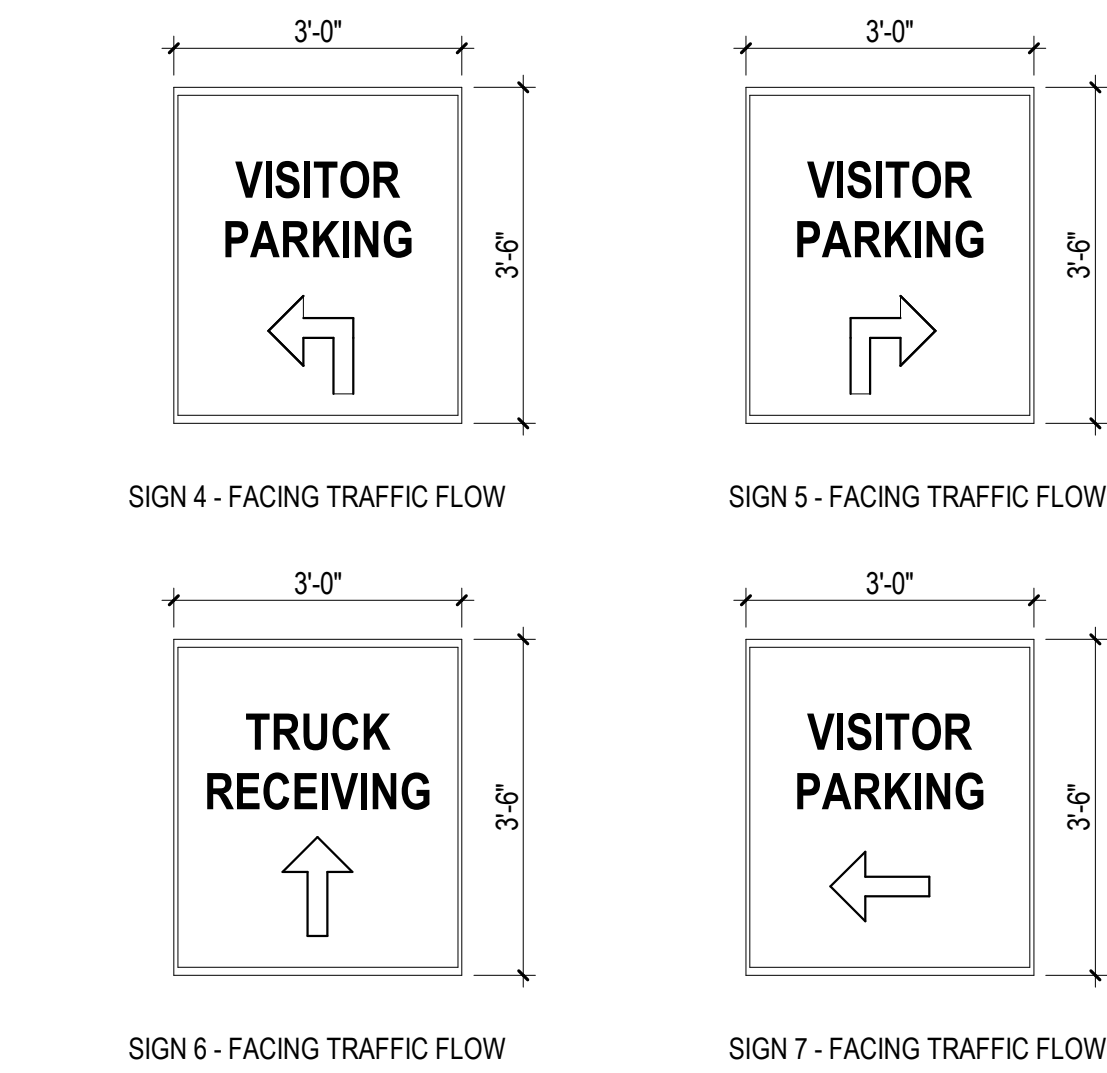 3'-0"
3'-0"
VISITOR
PARKING
3'-6"
VISITOR
PARKING
3'-6"
SIGN 4 - FACING TRAFFIC FLOW
SIGN 5 - FACING TRAFFIC FLOW
3'-0"
3'-0"
TRUCK
RECEIVING
3'-6"
VISITOR
PARKING
3'-6"
SIGN 6 - FACING TRAFFIC FLOW
SIGN 7 - FACING TRAFFIC FLOW